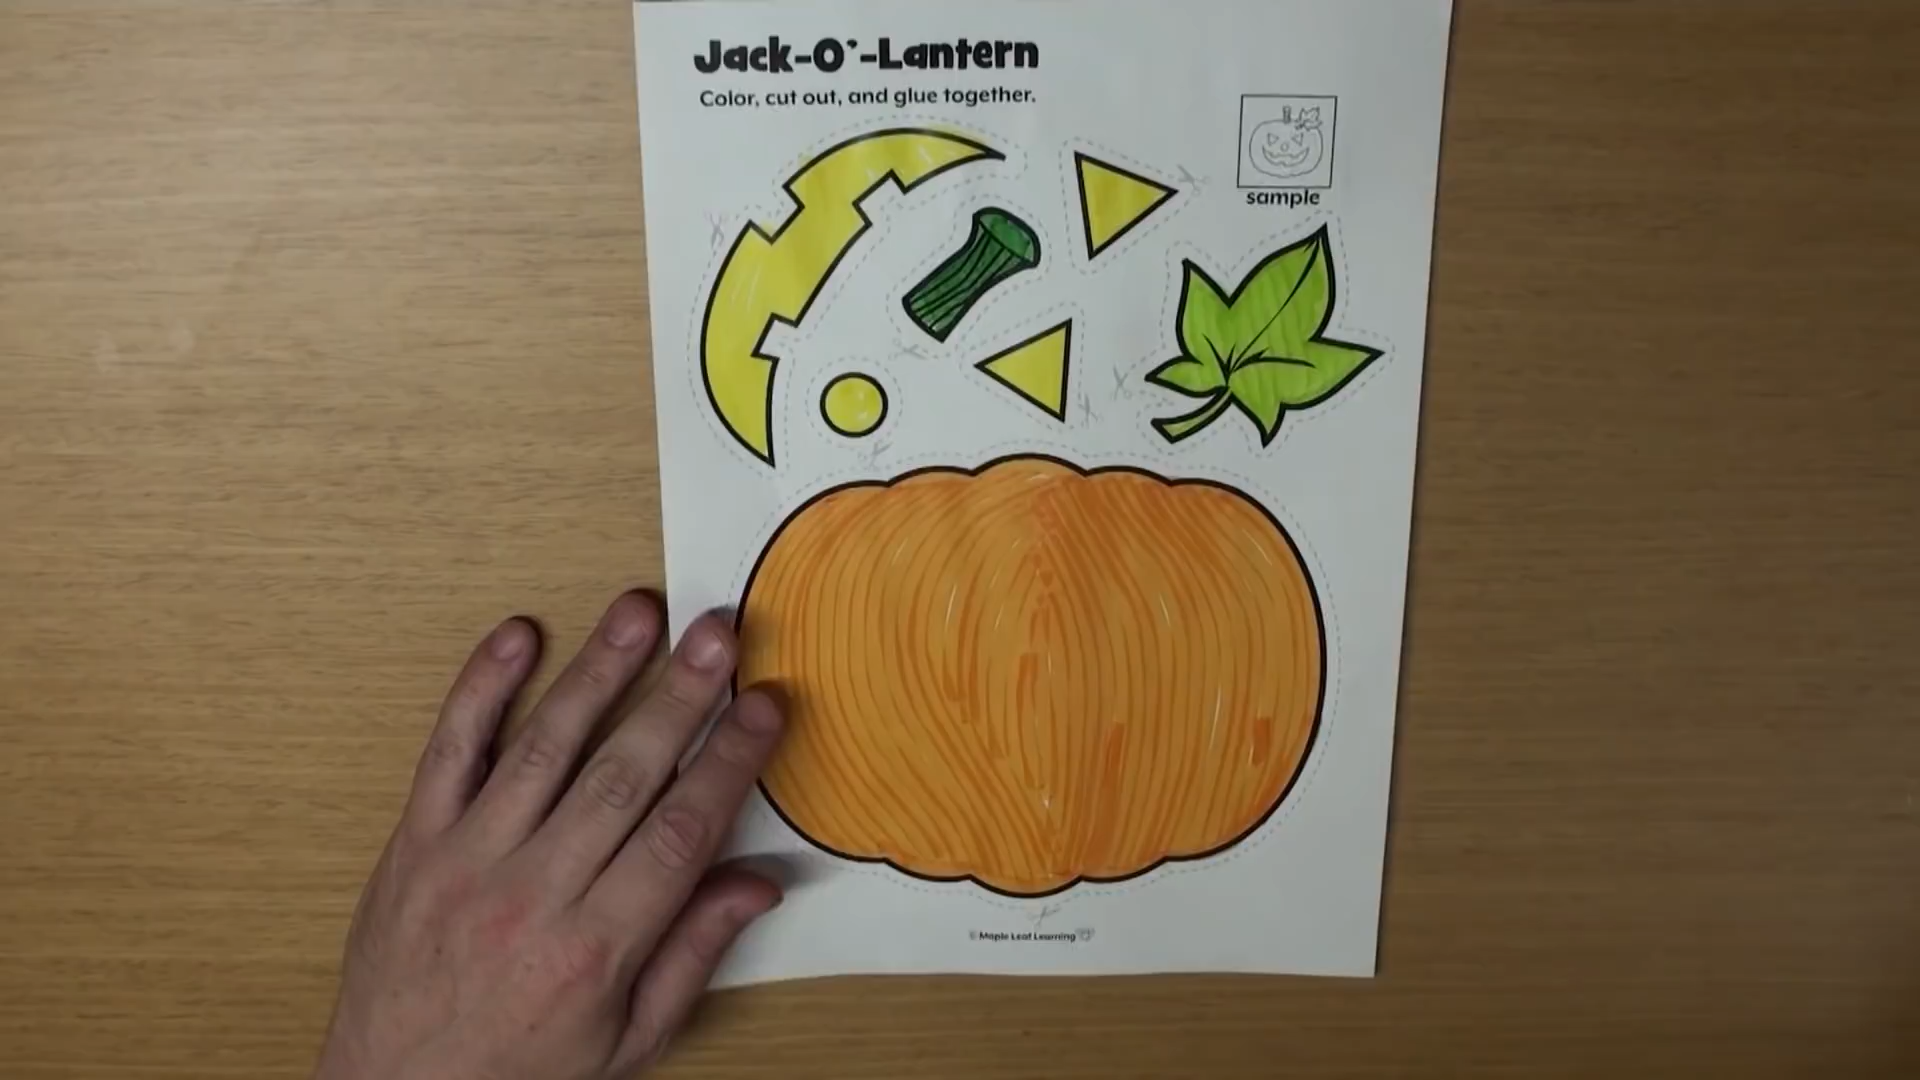 Jack-O'-Lantern
Color, cut out, and glue together.
sample
© Maple Leaf Learning